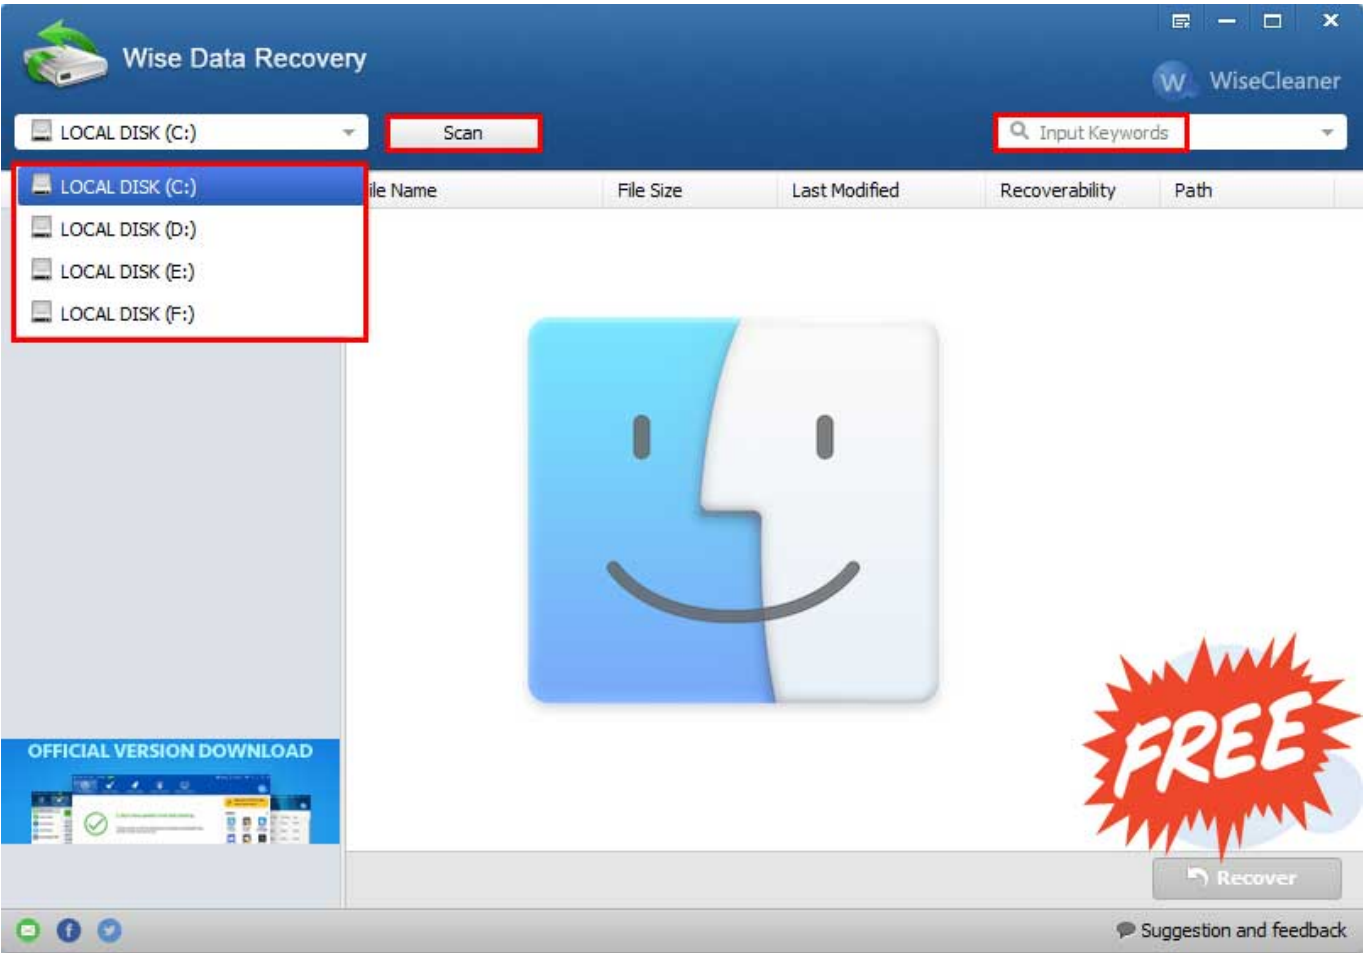 Wise Data Recovery
W WiseCleaner
LOCAL DISK (C:)
Scan
Input Keywords
LOCAL DISK (C:)
LOCAL DISK (D:)
LOCAL DISK (E:)
LOCAL DISK (F:)
ile Name File Size Last Modified Recoverability Path
FREE
OFFICIAL VERSION DOWNLOAD
Recover
Suggestion and feedback